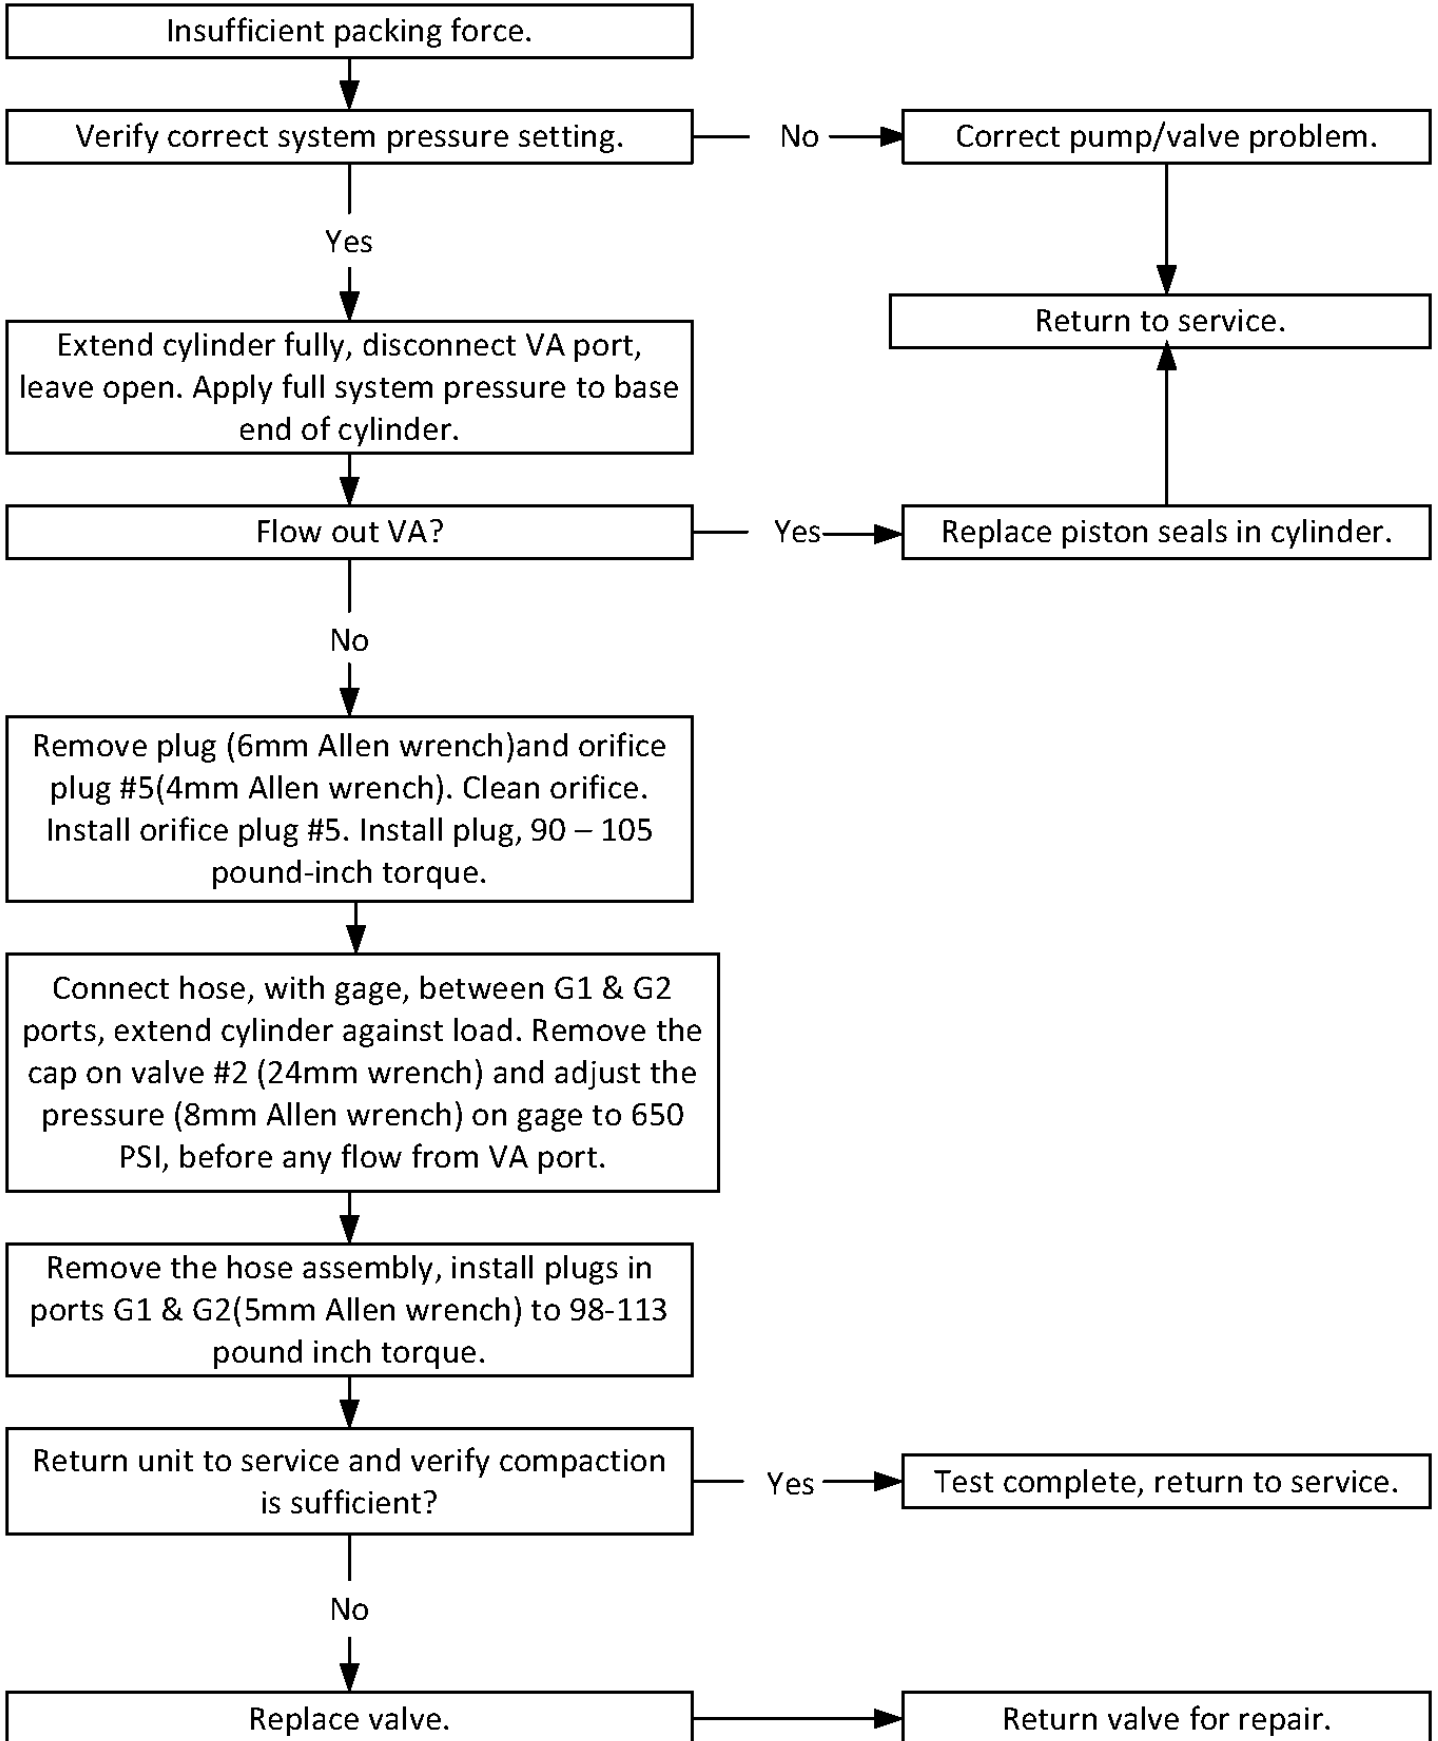 Insufficient packing force.
Verify correct system pressure setting.
No
Correct pump/valve problem.
Yes
Return to service.
Extend cylinder fully, disconnect VA port,
leave open. Apply full system pressure to base
end of cylinder.
Flow out VA?
Yes
Replace piston seals in cylinder.
No
Remove plug (6mm Allen wrench)and orifice
plug #5(4mm Allen wrench). Clean orifice.
Install orifice plug #5. Install plug, 90 – 105
pound-inch torque.
Connect hose, with gage, between G1 & G2
ports, extend cylinder against load. Remove the
cap on valve #2 (24mm wrench) and adjust the
pressure (8mm Allen wrench) on gage to 650
PSI, before any flow from VA port.
Remove the hose assembly, install plugs in
ports G1 & G2(5mm Allen wrench) to 98-113
pound inch torque.
Return unit to service and verify compaction
is sufficient?
Yes
Test complete, return to service.
No
Replace valve.
Return valve for repair.